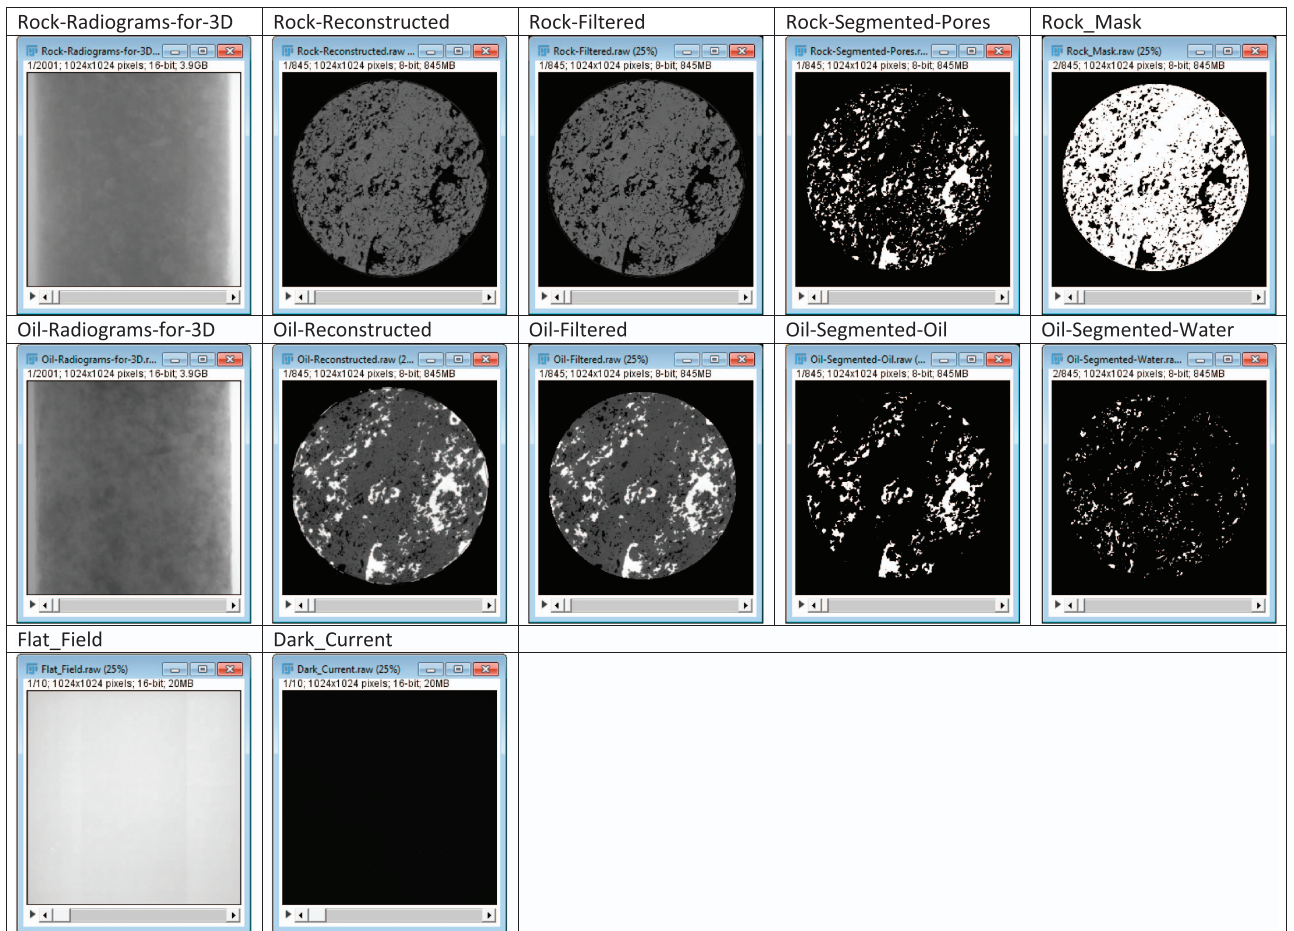 Rock-Radiograms-for-3D
Rock-Reconstructed
Rock-Filtered
Rock-Segmented-Pores
Rock_Mask
Rock-Radiograms-for-3D...
1/2001; 1024x1024 pixels; 16-bit; 3.9GB
Rock-Reconstructed.raw ...
1/845; 1024x1024 pixels; 8-bit; 845MB
Rock-Filtered.raw (25%)
1/845; 1024x1024 pixels; 8-bit; 845MB
Rock-Segmented-Pores.r...
1/845; 1024x1024 pixels; 8-bit; 845MB
Rock_Mask.raw (25%)
2/845; 1024x1024 pixels; 8-bit; 845MB
Oil-Radiograms-for-3D
Oil-Reconstructed
Oil-Filtered
Oil-Segmented-Oil
Oil-Segmented-Water
Oil-Radiograms-for-3D.r...
1/2001; 1024x1024 pixels; 16-bit; 3.9GB
Oil-Reconstructed.raw (2...
1/845; 1024x1024 pixels; 8-bit; 845MB
Oil-Filtered.raw (25%)
1/845; 1024x1024 pixels; 8-bit; 845MB
Oil-Segmented-Oil.raw (...
1/845; 1024x1024 pixels; 8-bit; 845MB
Oil-Segmented-Water.ra...
2/845; 1024x1024 pixels; 8-bit; 845MB
Flat_Field
Dark_Current
Flat_Field.raw (25%)
1/10; 1024x1024 pixels; 16-bit; 20MB
Dark_Current.raw (25%)
1/10; 1024x1024 pixels; 16-bit; 20MB